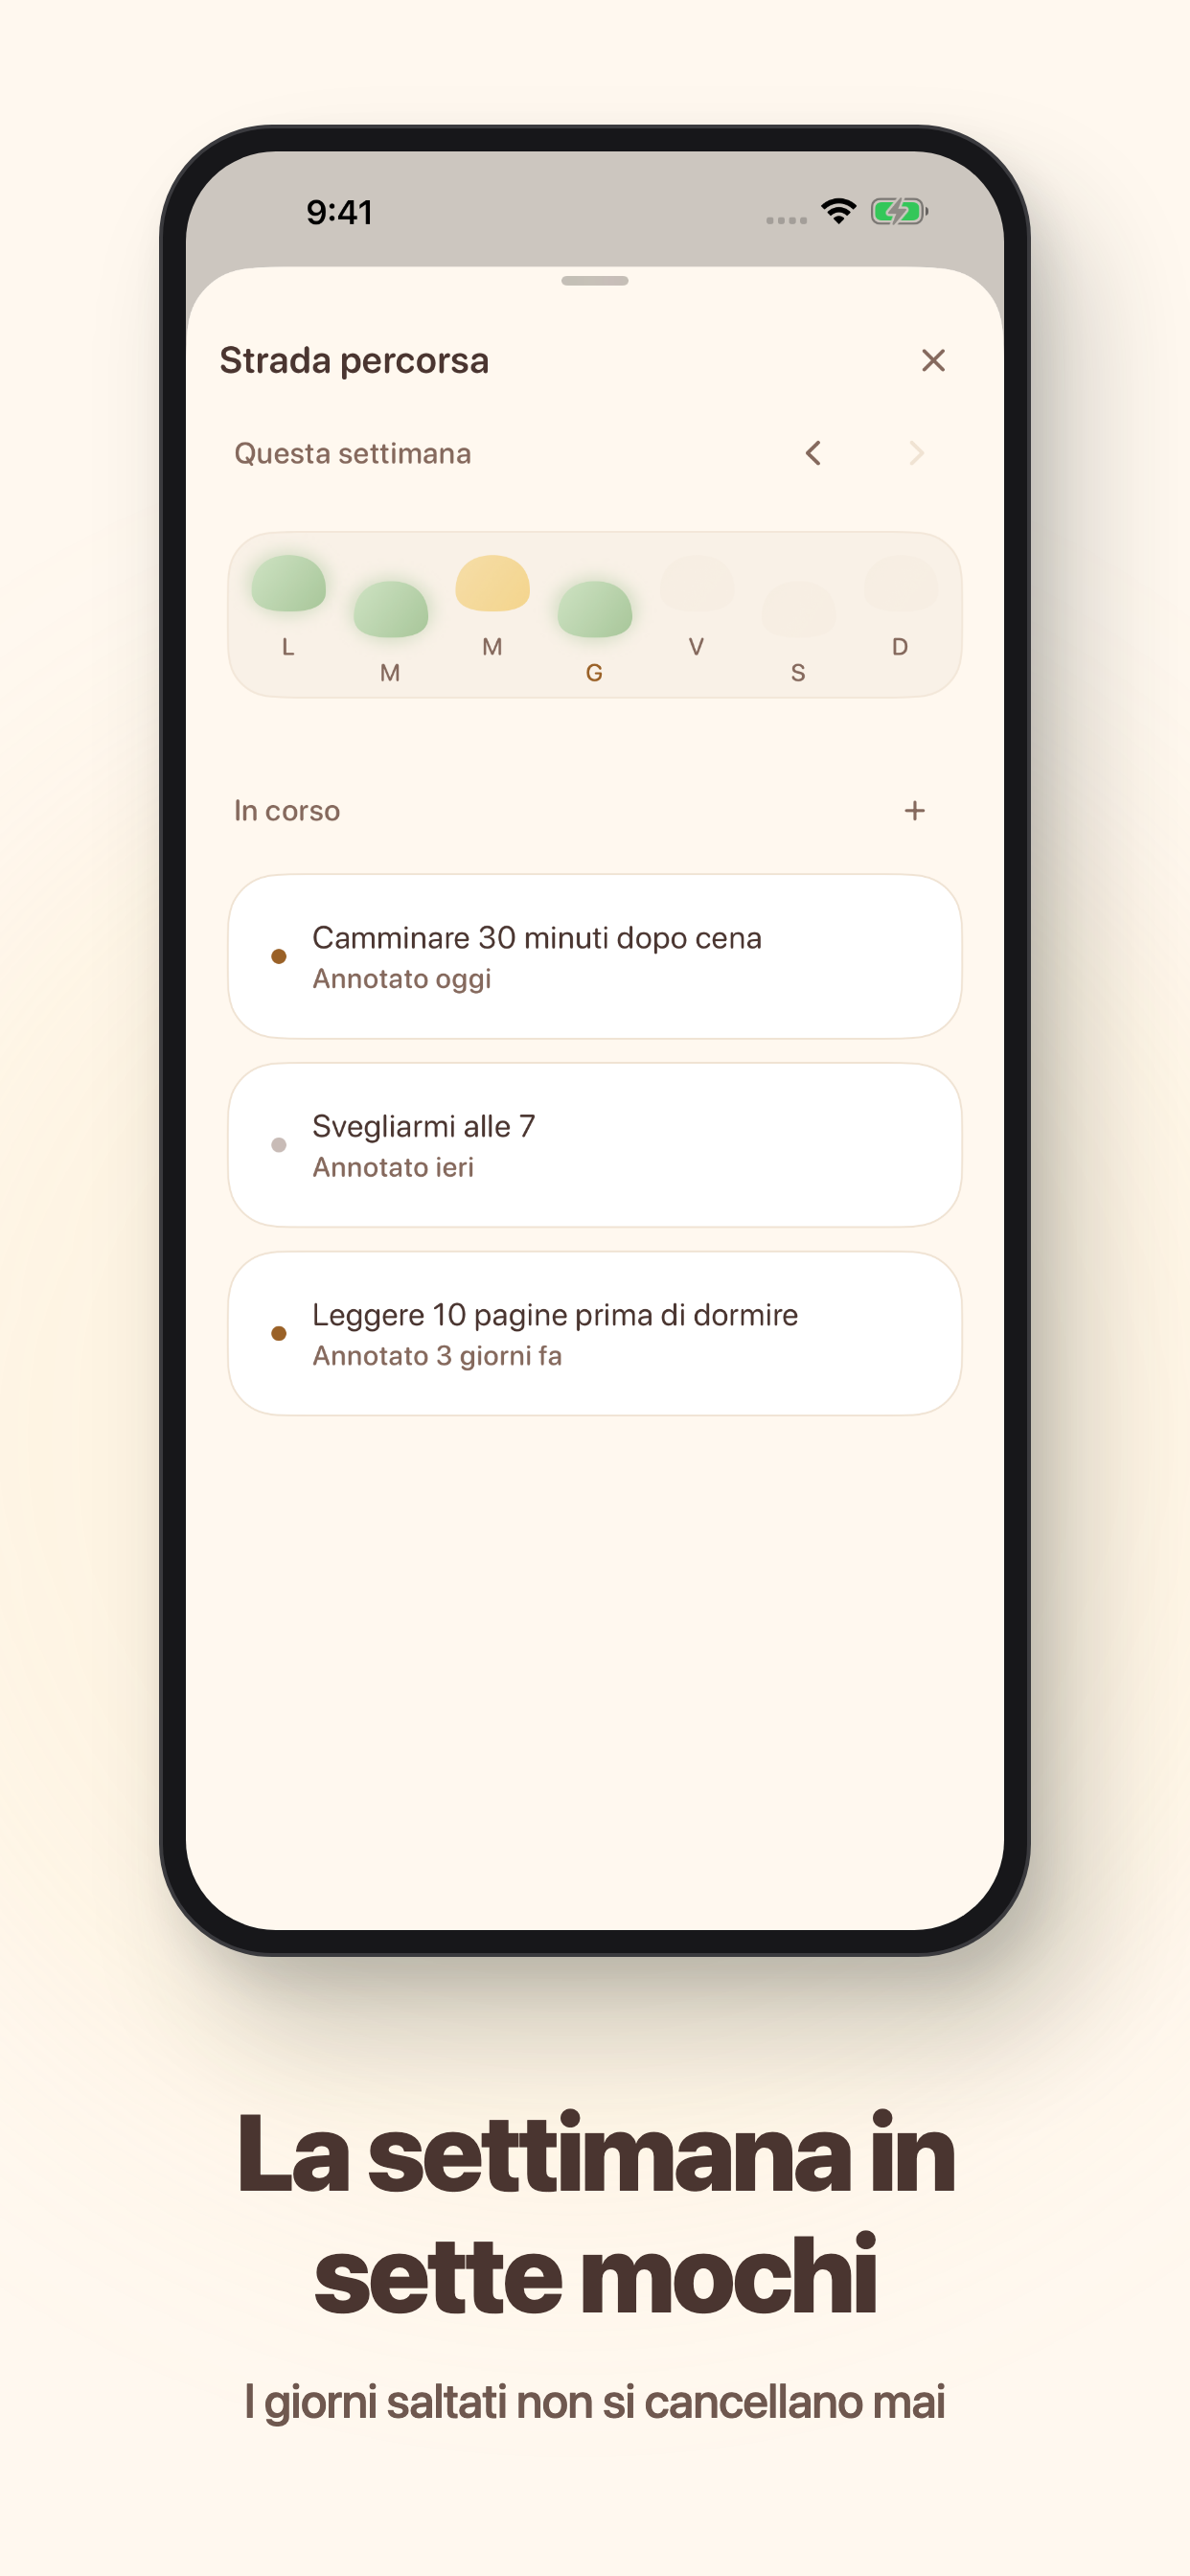 9:41
Strada percorsa
Questa settimana
L M M G V S D
In corso
Camminare 30 minuti dopo cena
Annotato oggi
Svegliarmi alle 7
Annotato ieri
Leggere 10 pagine prima di dormire
Annotato 3 giorni fa
La settimana in
sette mochi
I giorni saltati non si cancellano mai